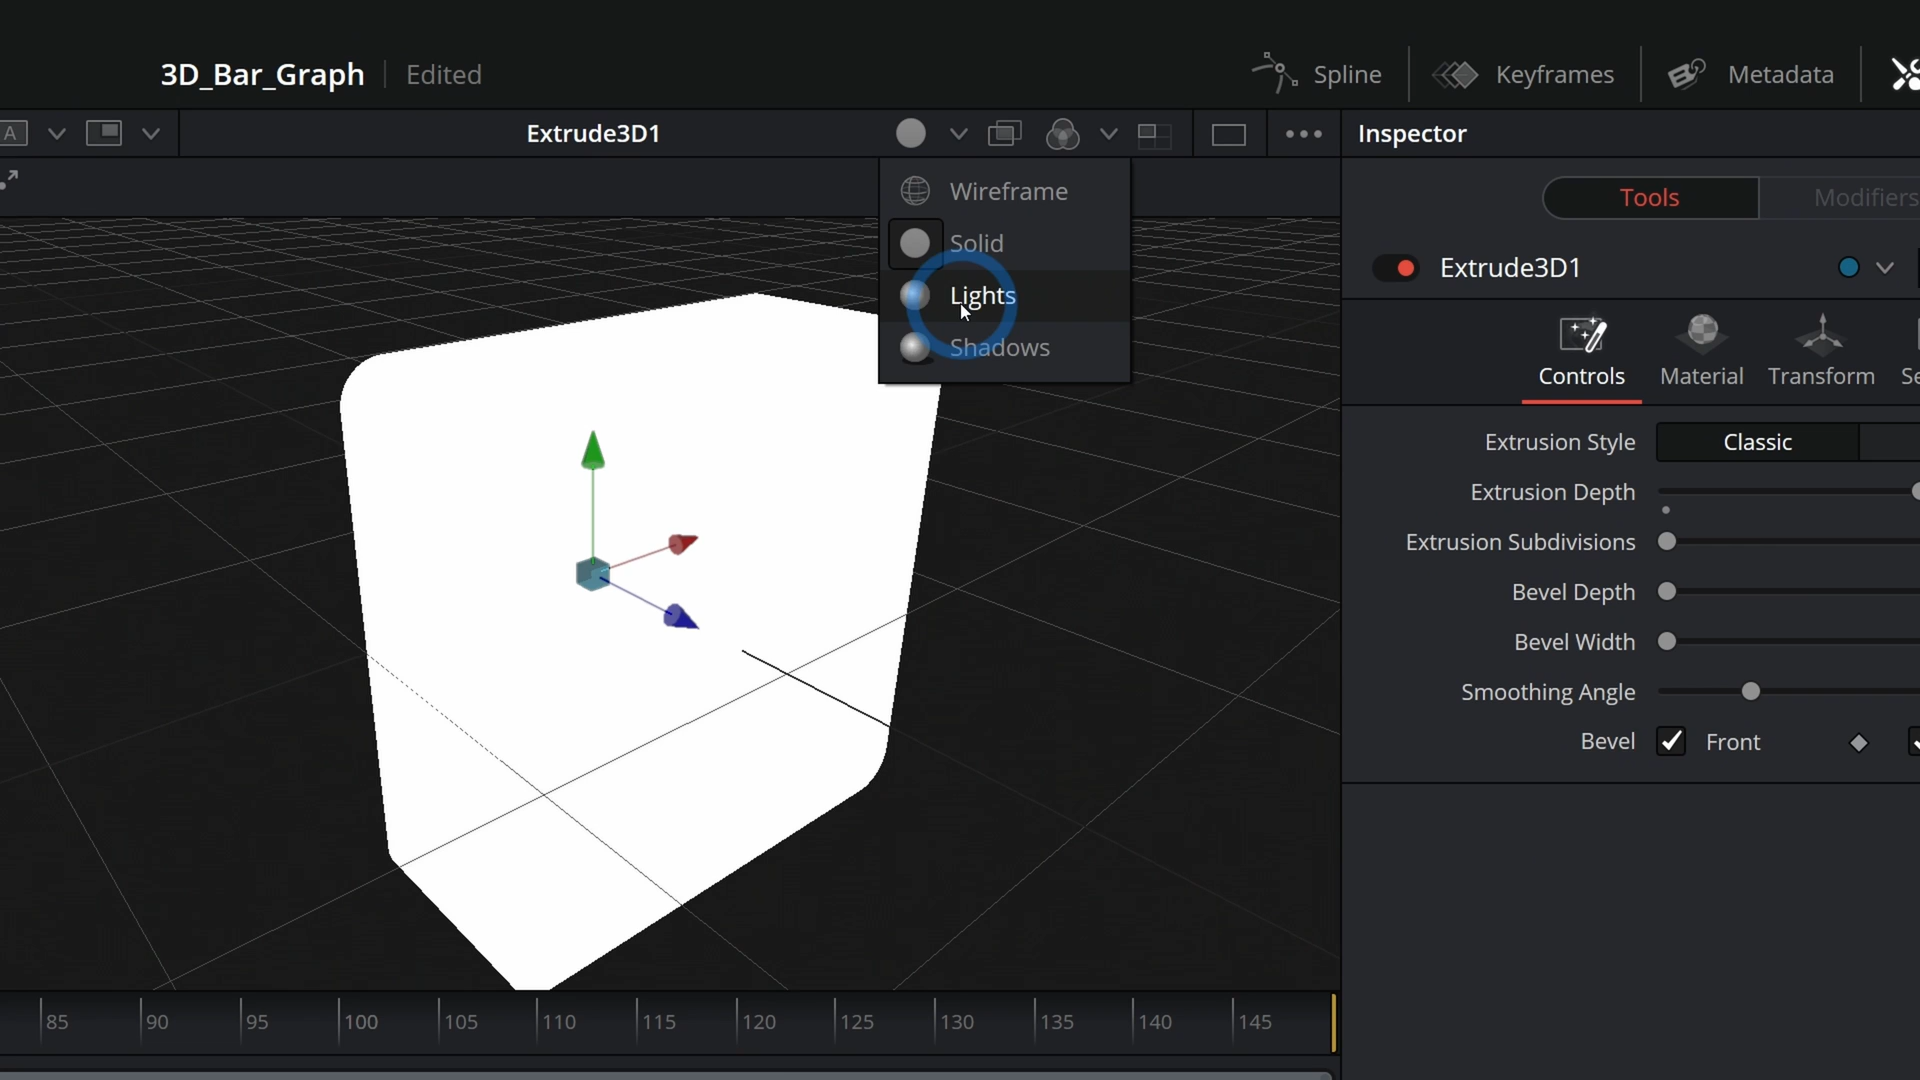 3D_Bar_Graph
Edited
Spline
Keyframes
Metadata
A
Extrude3D1
Inspector
Wireframe
Solid
Lights
Shadows
Tools
Modifiers
Extrude3D1
Controls
Material
Transform
Se
Extrusion Style
Classic
Extrusion Depth
Extrusion Subdivisions
Bevel Depth
Bevel Width
Smoothing Angle
Bevel
Front
85
90
95
100
105
110
115
120
125
130
135
140
145